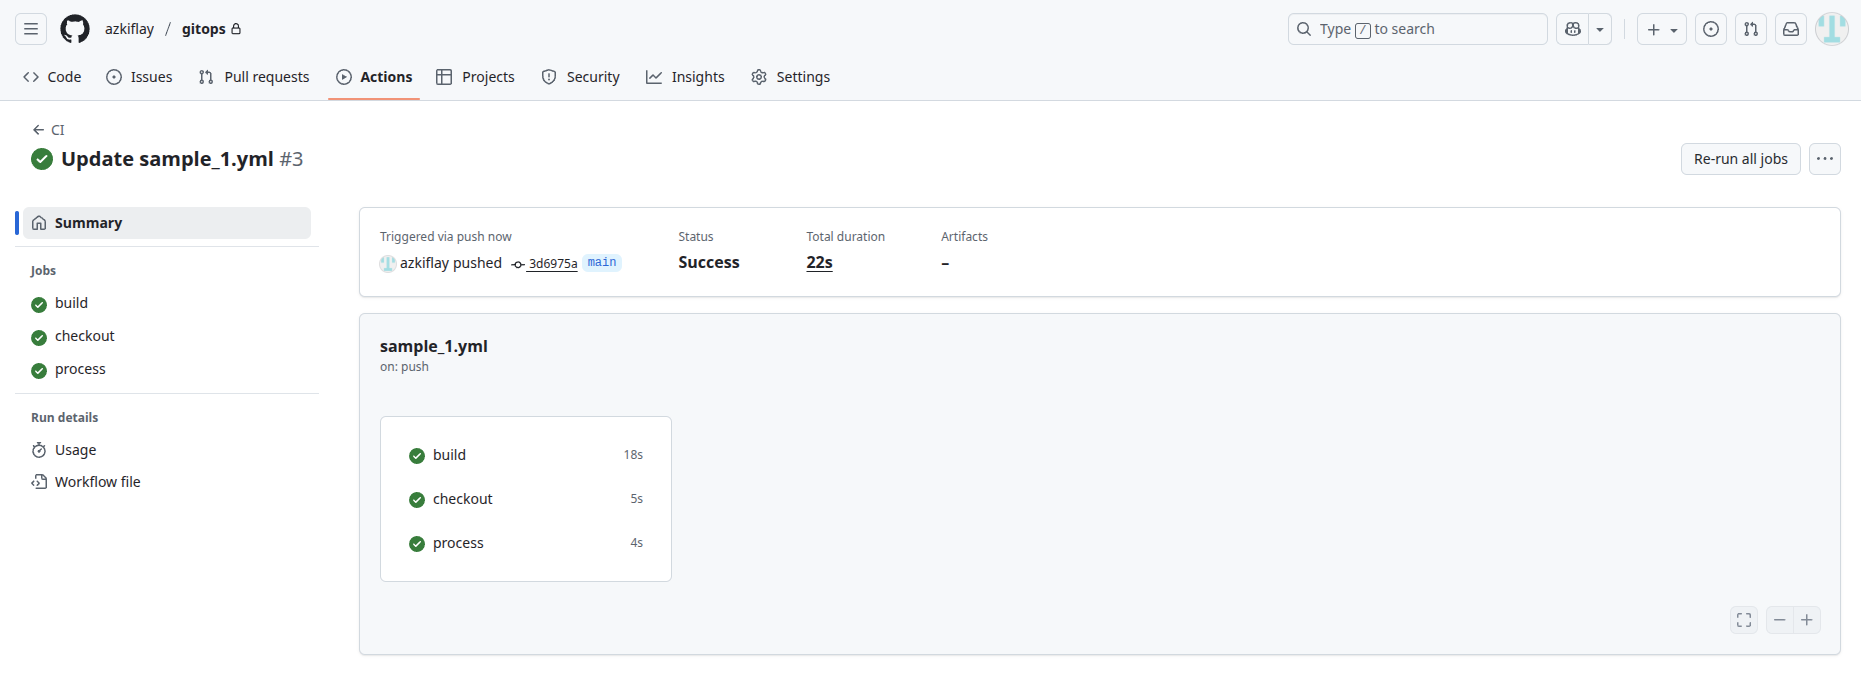 azkiflay / gitops
Type / to search
Code Issues Pull requests Actions Projects Security Insights Settings
CI
Update sample_1.yml #3
Re-run all jobs
Summary
Jobs
build
checkout
process
Run details
Usage
Workflow file
Triggered via push now Status Total duration Artifacts
azkiflay pushed 3d6975a main Success 22s –
sample_1.yml
on: push
build 18s
checkout 5s
process 4s